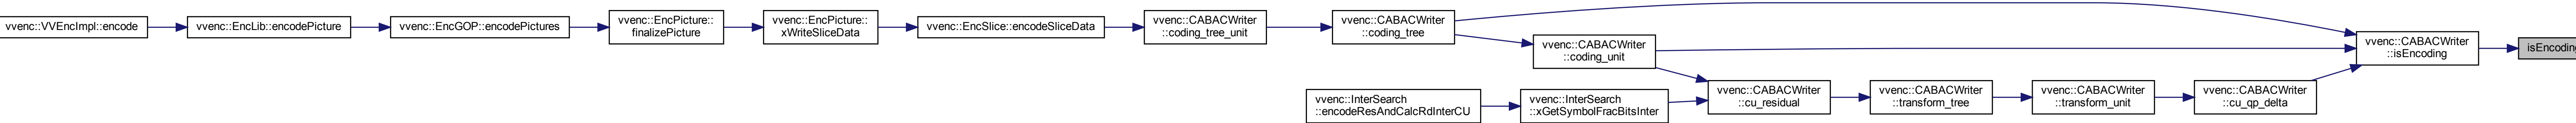 vvenc::VVEncImpl::encode
vvenc::EncLib::encodePicture
vvenc::EncGOP::encodePictures
vvenc::EncPicture::
finalizePicture
vvenc::EncPicture::
xWriteSliceData
vvenc::EncSlice::encodeSliceData
vvenc::CABACWriter
::coding_tree_unit
vvenc::CABACWriter
::coding_tree
vvenc::CABACWriter
::coding_unit
vvenc::InterSearch
::encodeResAndCalcRdInterCU
vvenc::InterSearch
::xGetSymbolFracBitsInter
vvenc::CABACWriter
::cu_residual
vvenc::CABACWriter
::transform_tree
vvenc::CABACWriter
::transform_unit
vvenc::CABACWriter
::cu_qp_delta
vvenc::CABACWriter
::isEncoding
isEncoding